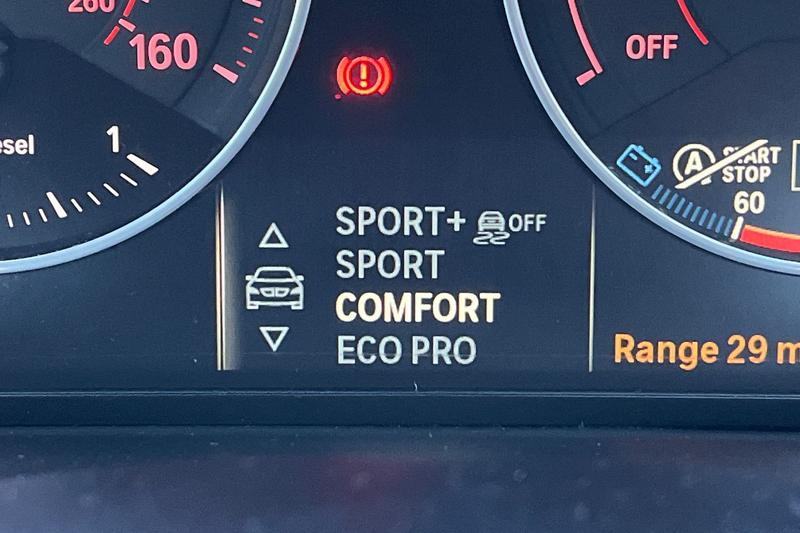 260
160
OFF
esel
1
A START STOP
60
SPORT+ OFF
SPORT
COMFORT
ECO PRO
Range 29 m